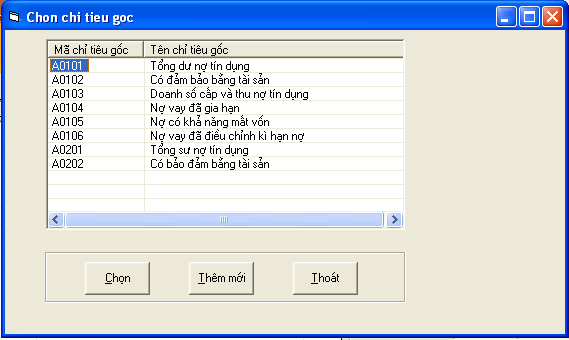 Chon chi tieu goc
Mã chỉ tiêu gốc Tên chỉ tiêu gốc
A0101 Tổng dư nợ tín dụng
A0102 Có đảm bảo bằng tài sản
A0103 Doanh số cấp và thu nợ tín dụng
A0104 Nợ vay đã gia hạn
A0105 Nợ có khả năng mất vốn
A0106 Nợ vay đã điều chỉnh kì hạn nợ
A0201 Tổng sư nợ tín dụng
A0202 Có bảo đảm bằng tài sản
Chọn Thêm mới Thoát